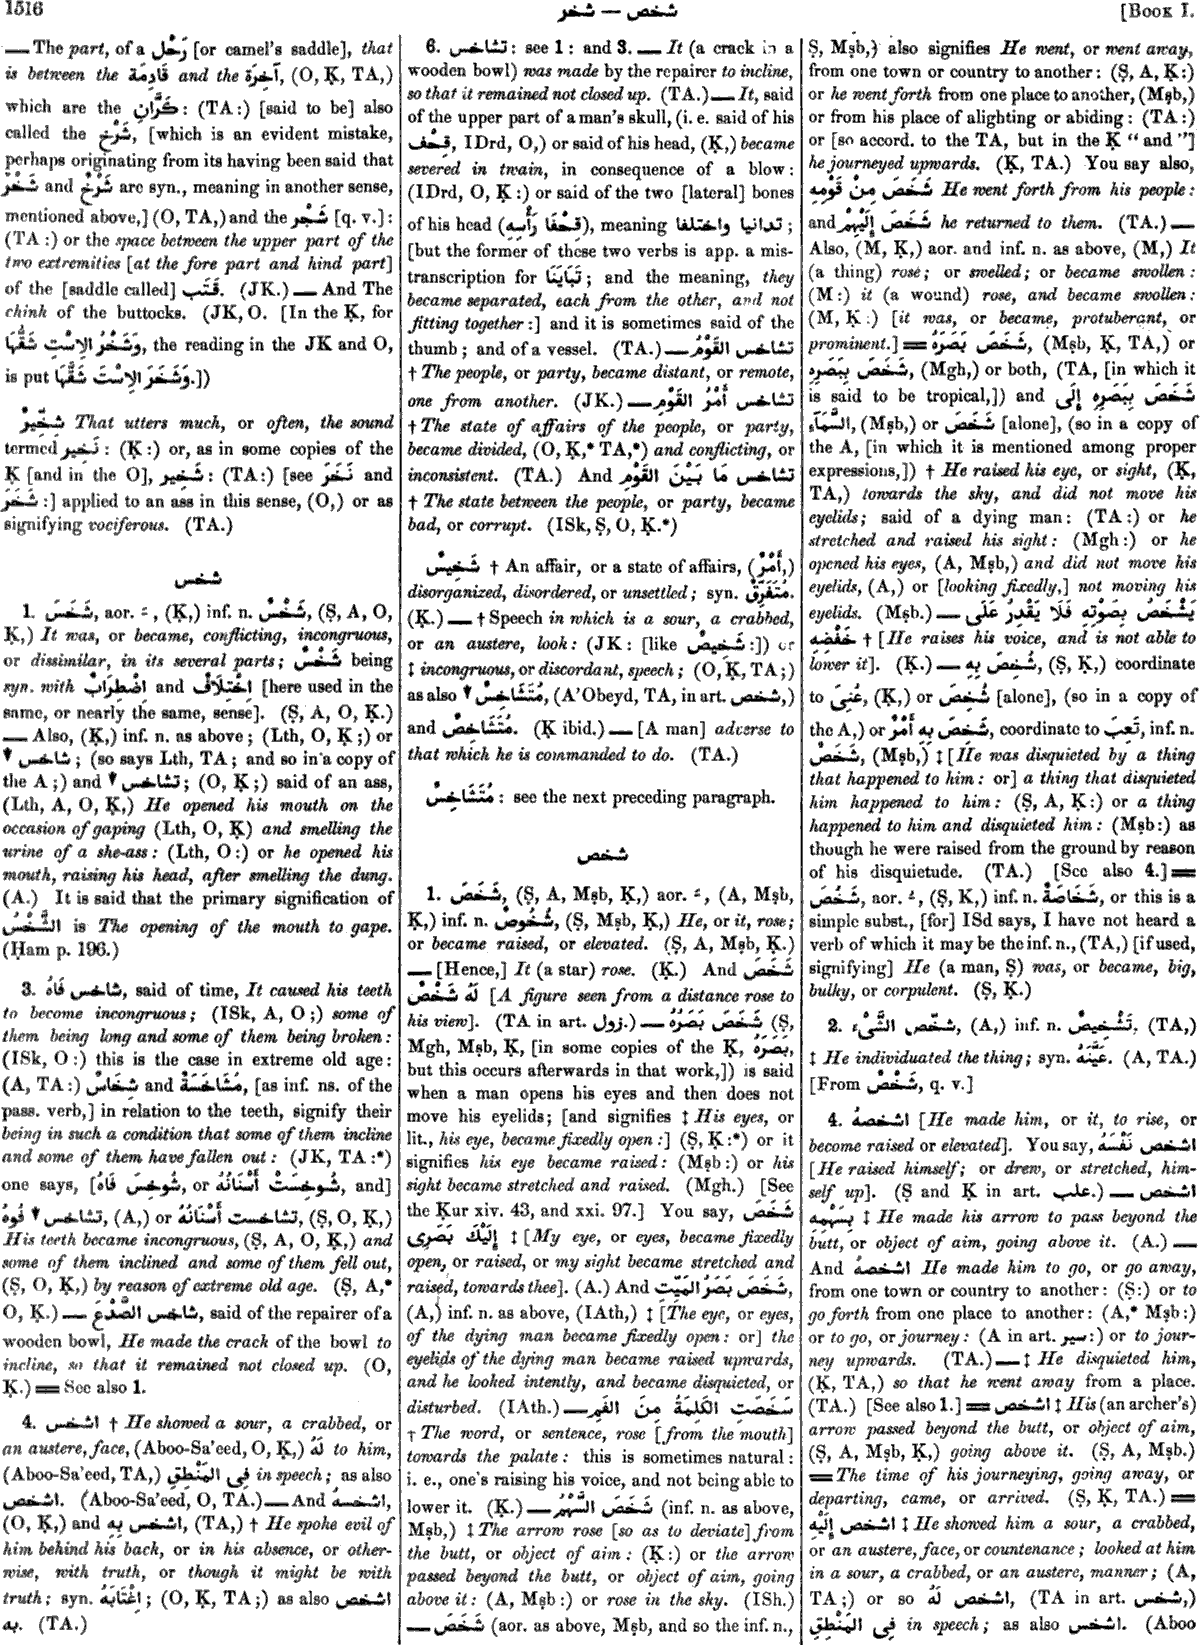 1516
شخص — شخر
[Book I.
— The part, of a رَحْل [or camel's saddle], that
is between the قَادِمَة and the آخِرَة, (O, Ḳ, TA,)
which are the كَرَّانِ: (TA:) [said to be] also
called the شَرْخ, [which is an evident mistake,
perhaps originating from its having been said that
شَخْرٌ and شَرْخٌ are syn., meaning in another sense,
mentioned above,] (O, TA,) and the شَجْر [q. v.]:
(TA:) or the space between the upper part of the
two extremities [at the fore part and hind part]
of the [saddle called] قَتَب. (JK.) — And The
chink of the buttocks. (JK, O. [In the Ḳ, for
وَشَخْرُ الاِسْتِ شَقُّهَا, the reading in the JK and O,
is put وَشَخَرَ الاِسْتَ شَقَّهَا.])
شِخِّيرٌ That utters much, or often, the sound
termed نَخِير: (Ḳ:) or, as in some copies of the
Ḳ [and in the O], شَخِير: (TA:) [see نَخَرَ and
شَخَرَ:] applied to an ass in this sense, (O,) or as
signifying vociferous. (TA.)
شخس
1. شَخَسَ, aor. ـَ, (Ḳ,) inf. n. شَخْسٌ, (Ṣ, A, O,
Ḳ,) It was, or became, conflicting, incongruous,
or dissimilar, in its several parts; شَخْسٌ being
syn. with اضْطِرَابٌ and اخْتِلَافٌ [here used in the
same, or nearly the same, sense]. (Ṣ, A, O, Ḳ.)
— Also, (Ḳ,) inf. n. as above; (Lth, O, Ḳ;) or
▼ شاخس; (so says Lth, TA; and so in a copy of
the A;) and ▼ تشاخس; (O, Ḳ;) said of an ass,
(Lth, A, O, Ḳ,) He opened his mouth on the
occasion of gaping (Lth, O, Ḳ) and smelling the
urine of a she-ass: (Lth, O:) or he opened his
mouth, raising his head, after smelling the dung.
(A.) It is said that the primary signification of
الشَّخْسُ is The opening of the mouth to gape.
(Ḥam p. 196.)
3. شاخس فَاهُ, said of time, It caused his teeth
to become incongruous; (ISk, A, O;) some of
them being long and some of them being broken:
(ISk, O:) this is the case in extreme old age:
(A, TA:) شِخَاسٌ and مُشَاخَسَةٌ, [as inf. ns. of the
pass. verb,] in relation to the teeth, signify their
being in such a condition that some of them incline
and some of them have fallen out: (JK, TA:*)
one says, [شُوخِسَ فَاهُ, or شُوخِسَتْ أَسْنَانُهُ, and]
تشاخس ▼ فُوهُ, (A,) or تشاخست أَسْنَانُهُ, (Ṣ, O, Ḳ,)
His teeth became incongruous, (Ṣ, A, O, Ḳ,) and
some of them inclined and some of them fell out,
(Ṣ, O, Ḳ,) by reason of extreme old age. (Ṣ, A,*
O, Ḳ.) — شاخس الصَّدْعَ, said of the repairer of a
wooden bowl, He made the crack of the bowl to
incline, so that it remained not closed up. (O,
Ḳ.) = See also 1.
4. اشخس † He showed a sour, a crabbed, or
an austere, face, (Aboo-Sa'eed, O, Ḳ,) لَهُ to him,
(Aboo-Sa'eed, TA,) فِى المَنْطِقِ in speech; as also
اشخص. (Aboo-Sa'eed, O, TA.) — And اشخسهُ,
(O, Ḳ,) and اشخس بِهِ, (TA,) † He spoke evil of
him behind his back, or in his absence, or other-
wise, with truth, or though it might be with
truth; syn. اِغْتَابَهُ; (O, Ḳ, TA;) as also اشخص
بِهِ. (TA.)
6. تشاخس: see 1: and 3. — It (a crack in a
wooden bowl) was made by the repairer to incline,
so that it remained not closed up. (TA.) — It, said
of the upper part of a man's skull, (i. e. said of his
قِحْف, IDrd, O,) or said of his head, (Ḳ,) became
severed in twain, in consequence of a blow:
(IDrd, O, Ḳ:) or said of the two [lateral] bones
of his head (قِحْفَا رَأْسِهِ), meaning تدانيا واختلفا;
[but the former of these two verbs is app. a mis-
transcription for تَبَايَنَا; and the meaning, they
became separated, each from the other, and not
fitting together:] and it is sometimes said of the
thumb; and of a vessel. (TA.) — تشاخس القَوْمُ
† The people, or party, became distant, or remote,
one from another. (JK.) — تشاخس أَمْرُ القَوْمِ
† The state of affairs of the people, or party,
became divided, (O, Ḳ,* TA,*) and conflicting, or
inconsistent. (TA.) And تشاخس مَا بَيْنَ القَوْمِ
† The state between the people, or party, became
bad, or corrupt. (ISk, Ṣ, O, Ḳ.*)
شَخِيسٌ † An affair, or a state of affairs, (أَمْرٌ,)
disorganized, disordered, or unsettled; syn. مُتَفَرِّقٌ.
(Ḳ.) — † Speech in which is a sour, a crabbed,
or an austere, look: (JK: [like شَخِيصٌ:]) or
‡ incongruous, or discordant, speech; (O, Ḳ, TA;)
as also ▼ مُتَشَاخِسٌ, (A'Obeyd, TA, in art. شخص,)
and مُتَشَاخِصٌ. (Ḳ ibid.) — [A man] adverse to
that which he is commanded to do. (TA.)
مُتَشَاخِسٌ: see the next preceding paragraph.
شخص
1. شَخَصَ, (Ṣ, A, Mṣb, Ḳ,) aor. ـَ, (A, Mṣb,
Ḳ,) inf. n. شُخُوصٌ, (Ṣ, Mṣb, Ḳ,) He, or it, rose;
or became raised, or elevated. (Ṣ, A, Mṣb, Ḳ.)
— [Hence,] It (a star) rose. (Ḳ.) And شَخَصَ
لَهُ شَخْصٌ [A figure seen from a distance rose to
his view]. (TA in art. زول.) — شَخَصَ بَصَرُهُ (Ṣ,
Mgh, Mṣb, Ḳ, [in some copies of the Ḳ, بَصَرَهُ,
but this occurs afterwards in that work,]) is said
when a man opens his eyes and then does not
move his eyelids; [and signifies ‡ His eyes, or
lit., his eye, became fixedly open:] (Ṣ, Ḳ:*) or it
signifies his eye became raised: (Mṣb:) or his
sight became stretched and raised. (Mgh.) [See
the Ḳur xiv. 43, and xxi. 97.] You say, شَخَصَ
إِلَيْكَ بَصَرِى ‡ [My eye, or eyes, became fixedly
open, or raised, or my sight became stretched and
raised, towards thee]. (A.) And شَخَصَ بَصَرُ المَيِّتِ,
(A,) inf. n. as above, (IAth,) ‡ [The eye, or eyes,
of the dying man became fixedly open: or] the
eyelids of the dying man became raised upwards,
and he looked intently, and became disquieted, or
disturbed. (IAth.) — شَخَصَتِ الكَلِمَةُ مِنَ الفَمِ
† The word, or sentence, rose [from the mouth]
towards the palate: this is sometimes natural:
i. e., one's raising his voice, and not being able to
lower it. (Ḳ.) — شَخَصَ السَّهْمُ (inf. n. as above,
Mṣb,) ‡ The arrow rose [so as to deviate] from
the butt, or object of aim: (Ḳ:) or the arrow
passed beyond the butt, or object of aim, going
above it: (A, Mṣb:) or rose in the sky. (ISh.)
— شَخَصَ (aor. as above, Mṣb, and so the inf. n.,
Ṣ, Mṣb,) also signifies He went, or went away,
from one town or country to another: (Ṣ, A, Ḳ:)
or he went forth from one place to another, (Mṣb,)
or from his place of alighting or abiding: (TA:)
or [so accord. to the TA, but in the Ḳ "and"]
he journeyed upwards. (Ḳ, TA.) You say also,
شَخَصَ مِنْ قَوْمِهِ He went forth from his people:
and شَخَصَ إِلَيْهِمْ he returned to them. (TA.) —
Also, (M, Ḳ,) aor. and inf. n. as above, (M,) It
(a thing) rose; or swelled; or became swollen:
(M:) it (a wound) rose, and became swollen:
(M, Ḳ:) [it was, or became, protuberant, or
prominent.] = شَخَصَ بَصَرَهُ, (Mṣb, Ḳ, TA,) or
شَخَصَ بِبَصَرِهِ, (Mgh,) or both, (TA, [in which it
is said to be tropical,]) and شَخَصَ بِبَصَرِهِ إِلَى
السَّمَآءِ, (Mṣb,) or شَخَصَ [alone], (so in a copy of
the A, [in which it is mentioned among proper
expressions,]) † He raised his eye, or sight, (Ḳ,
TA,) towards the sky, and did not move his
eyelids; said of a dying man: (TA:) or he
stretched and raised his sight: (Mgh:) or he
opened his eyes, (A, Mṣb,) and did not move his
eyelids, (A,) or [looking fixedly,] not moving his
eyelids. (Mṣb.) — يَشْخَصُ بِصَوْتِهِ فَلَا يَقْدِرُ عَلَى
خَفْضِهِ † [He raises his voice, and is not able to
lower it]. (Ḳ.) — شُخِصَ بِهِ, (Ṣ, Ḳ,) coordinate
to عُنِىَ, (Ḳ,) or شُخِصَ [alone], (so in a copy of
the A,) or شَخِصَ بِهِ أَمْرٌ, coordinate to تَعِبَ, inf. n.
شَخَصٌ, (Mṣb,) ‡ [He was disquieted by a thing
that happened to him: or] a thing that disquieted
him happened to him: (Ṣ, A, Ḳ:) or a thing
happened to him and disquieted him: (Mṣb:) as
though he were raised from the ground by reason
of his disquietude. (TA.) [See also 4.] =
شَخُصَ, aor. ـُ, (Ṣ, Ḳ,) inf. n. شَخَاصَةٌ, or this is a
simple subst., [for] ISd says, I have not heard a
verb of which it may be the inf. n., (TA,) [if used,
signifying] He (a man, Ṣ) was, or became, big,
bulky, or corpulent. (Ṣ, Ḳ.)
2. شخّص الشَّىْءَ, (A,) inf. n. تَشْخِيصٌ, (TA,)
‡ He individuated the thing; syn. عَيَّنَهُ. (A, TA.)
[From شَخْصٌ, q. v.]
4. اشخصهُ [He made him, or it, to rise, or
become raised or elevated]. You say, اشخص نَفْسَهُ
[He raised himself; or drew, or stretched, him-
self up]. (Ṣ and Ḳ in art. علب.) — اشخص
بِسَهْمِهِ ‡ He made his arrow to pass beyond the
butt, or object of aim, going above it. (A.) —
And اشخصهُ He made him to go, or go away,
from one town or country to another: (Ṣ:) or to
go forth from one place to another: (A,* Mṣb:)
or to go, or journey: (A in art. سير:) or to jour-
ney upwards. (TA.) — ‡ He disquieted him,
(Ḳ, TA,) so that he went away from a place.
(TA.) [See also 1.] = اشخص ‡ His (an archer's)
arrow passed beyond the butt, or object of aim,
(Ṣ, A, Mṣb, Ḳ,) going above it. (Ṣ, A, Mṣb.)
= The time of his journeying, going away, or
departing, came, or arrived. (Ṣ, Ḳ, TA.) =
اشخص إِلَيْهِ ‡ He showed him a sour, a crabbed,
or an austere, face, or countenance; looked at him
in a sour, a crabbed, or an austere, manner; (A,
TA;) or so اشخص لَهُ, (TA in art. شخس,)
فِى المَنْطِقِ in speech; as also اشخس. (Aboo